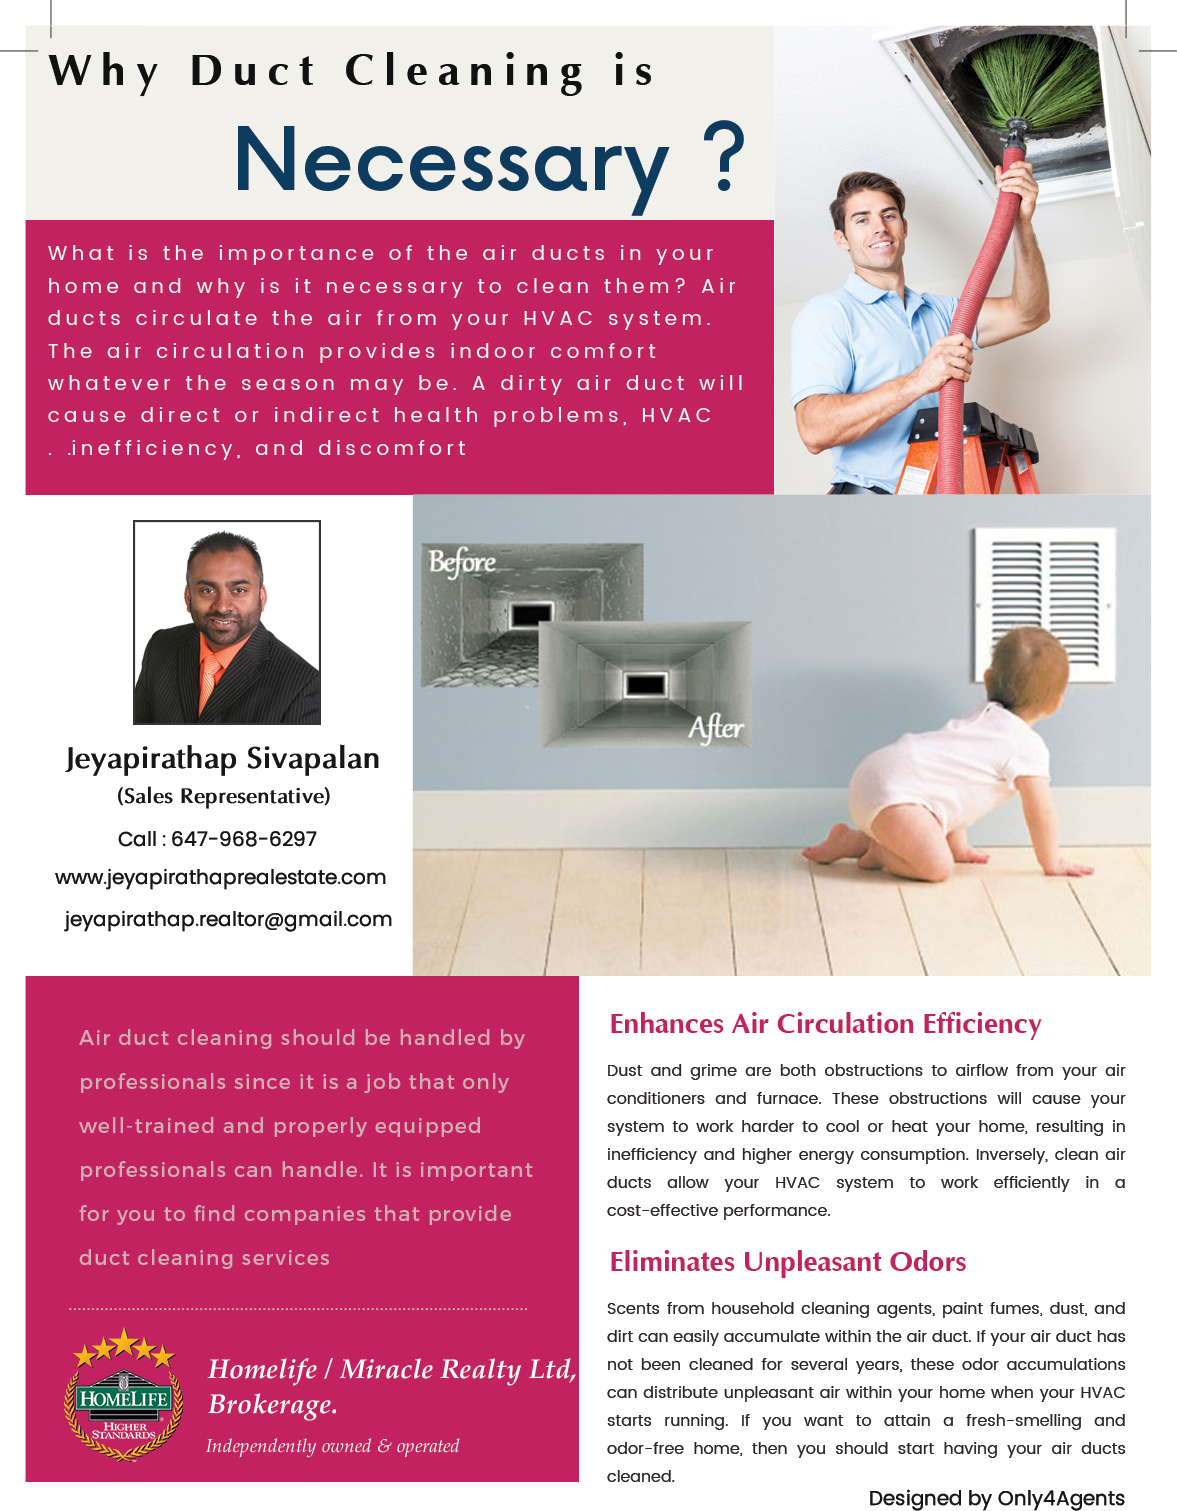 Why Duct Cleaning is
Necessary ?
What is the importance of the air ducts in your
home and why is it necessary to clean them? Air
ducts circulate the air from your HVAC system.
The air circulation provides indoor comfort
whatever the season may be. A dirty air duct will
cause direct or indirect health problems, HVAC
. .inefficiency, and discomfort
Before
After
Jeyapirathap Sivapalan
(Sales Representative)
Call : 647-968-6297
www.jeyapirathaprealestate.com
jeyapirathap.realtor@gmail.com
Air duct cleaning should be handled by
professionals since it is a job that only
well-trained and properly equipped
professionals can handle. It is important
for you to find companies that provide
duct cleaning services
HOMELIFE
HIGHER
STANDARDS
Homelife / Miracle Realty Ltd,
Brokerage.
Independently owned & operated
Enhances Air Circulation Efficiency
Dust and grime are both obstructions to airflow from your air
conditioners and furnace. These obstructions will cause your
system to work harder to cool or heat your home, resulting in
inefficiency and higher energy consumption. Inversely, clean air
ducts allow your HVAC system to work efficiently in a
cost-effective performance.
Eliminates Unpleasant Odors
Scents from household cleaning agents, paint fumes, dust, and
dirt can easily accumulate within the air duct. If your air duct has
not been cleaned for several years, these odor accumulations
can distribute unpleasant air within your home when your HVAC
starts running. If you want to attain a fresh-smelling and
odor-free home, then you should start having your air ducts
cleaned.
Designed by Only4Agents